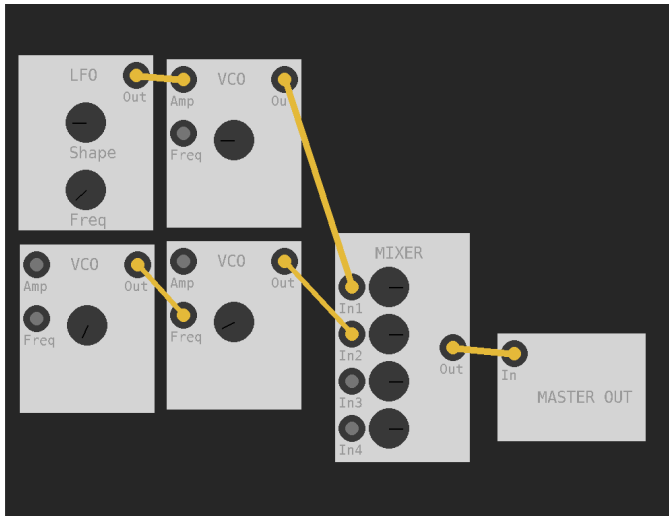 LFO
Out
Shape
Freq
VCO
Amp
Out
Freq
VCO
Amp
Out
Freq
VCO
Amp
Out
Freq
MIXER
In1
In2
In3
In4
Out
In
MASTER OUT